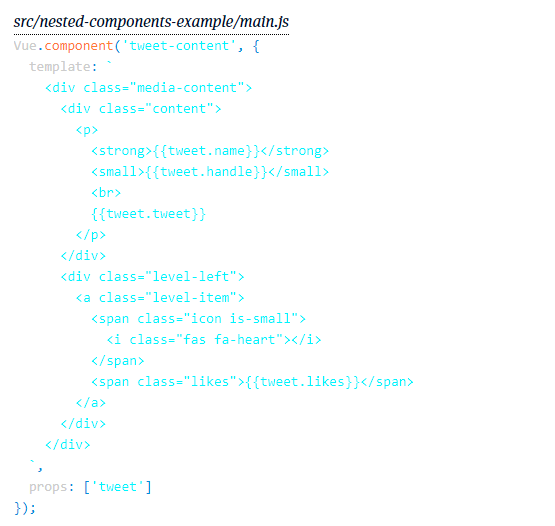 src/nested-components-example/main.js
Vue.component('tweet-content', {
  template: `
    <div class="media-content">
      <div class="content">
        <p>
          <strong>{{tweet.name}}</strong>
          <small>{{tweet.handle}}</small>
          <br>
          {{tweet.tweet}}
        </p>
      </div>
      <div class="level-left">
        <a class="level-item">
          <span class="icon is-small">
            <i class="fas fa-heart"></i>
          </span>
          <span class="likes">{{tweet.likes}}</span>
        </a>
      </div>
    </div>
  `,
  props: ['tweet']
});